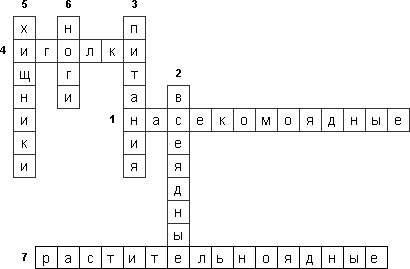 5 6 3
х н п
4 и г о л к и
щ г т
2
н и а в
1 н а с е к о м о я д н ы е
и
к и е
и я я
д
н
ы
7 р а с т и т е л ь н о я д н ы е